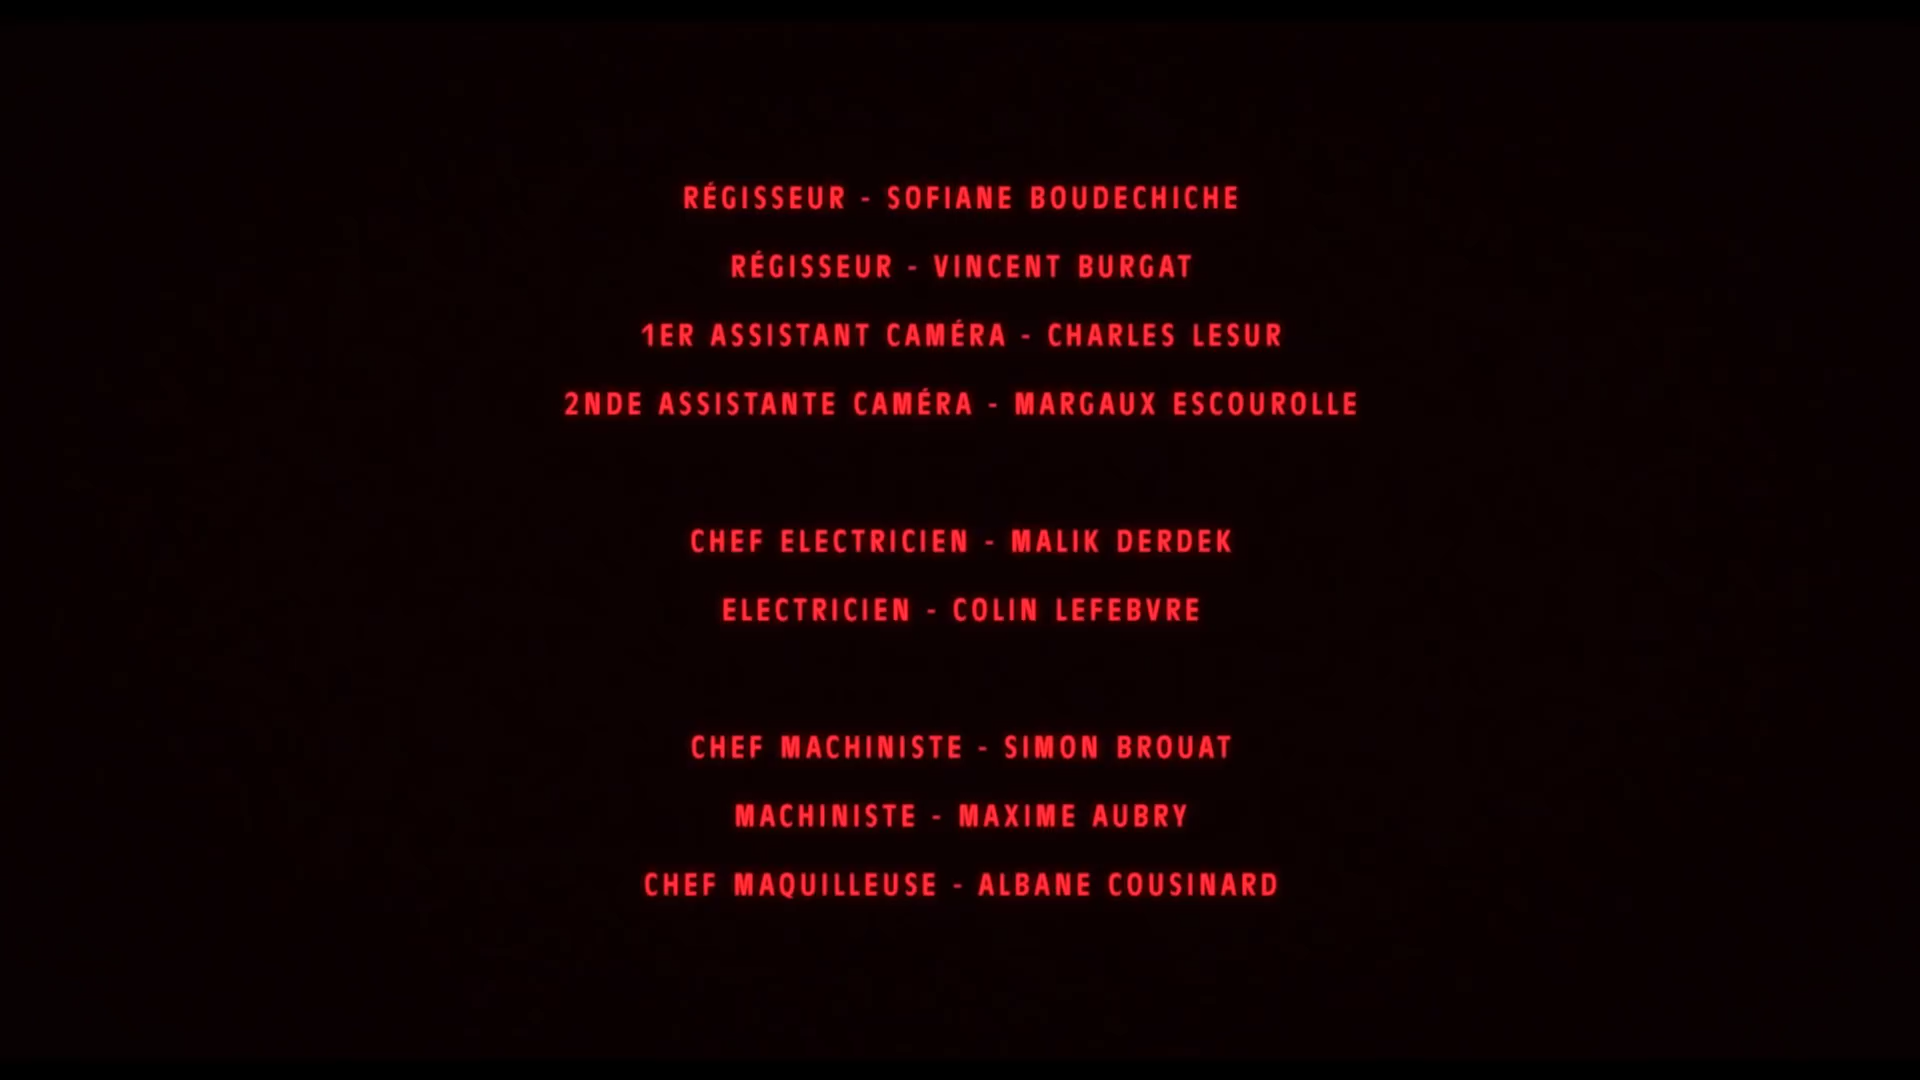 RÉGISSEUR - SOFIANE BOUDECHICHE
RÉGISSEUR - VINCENT BURGAT
1ER ASSISTANT CAMÉRA - CHARLES LESUR
2NDE ASSISTANTE CAMÉRA - MARGAUX ESCOUROLLE
CHEF ELECTRICIEN - MALIK DERDEK
ELECTRICIEN - COLIN LEFEBVRE
CHEF MACHINISTE - SIMON BROUAT
MACHINISTE - MAXIME AUBRY
CHEF MAQUILLEUSE - ALBANE COUSINARD